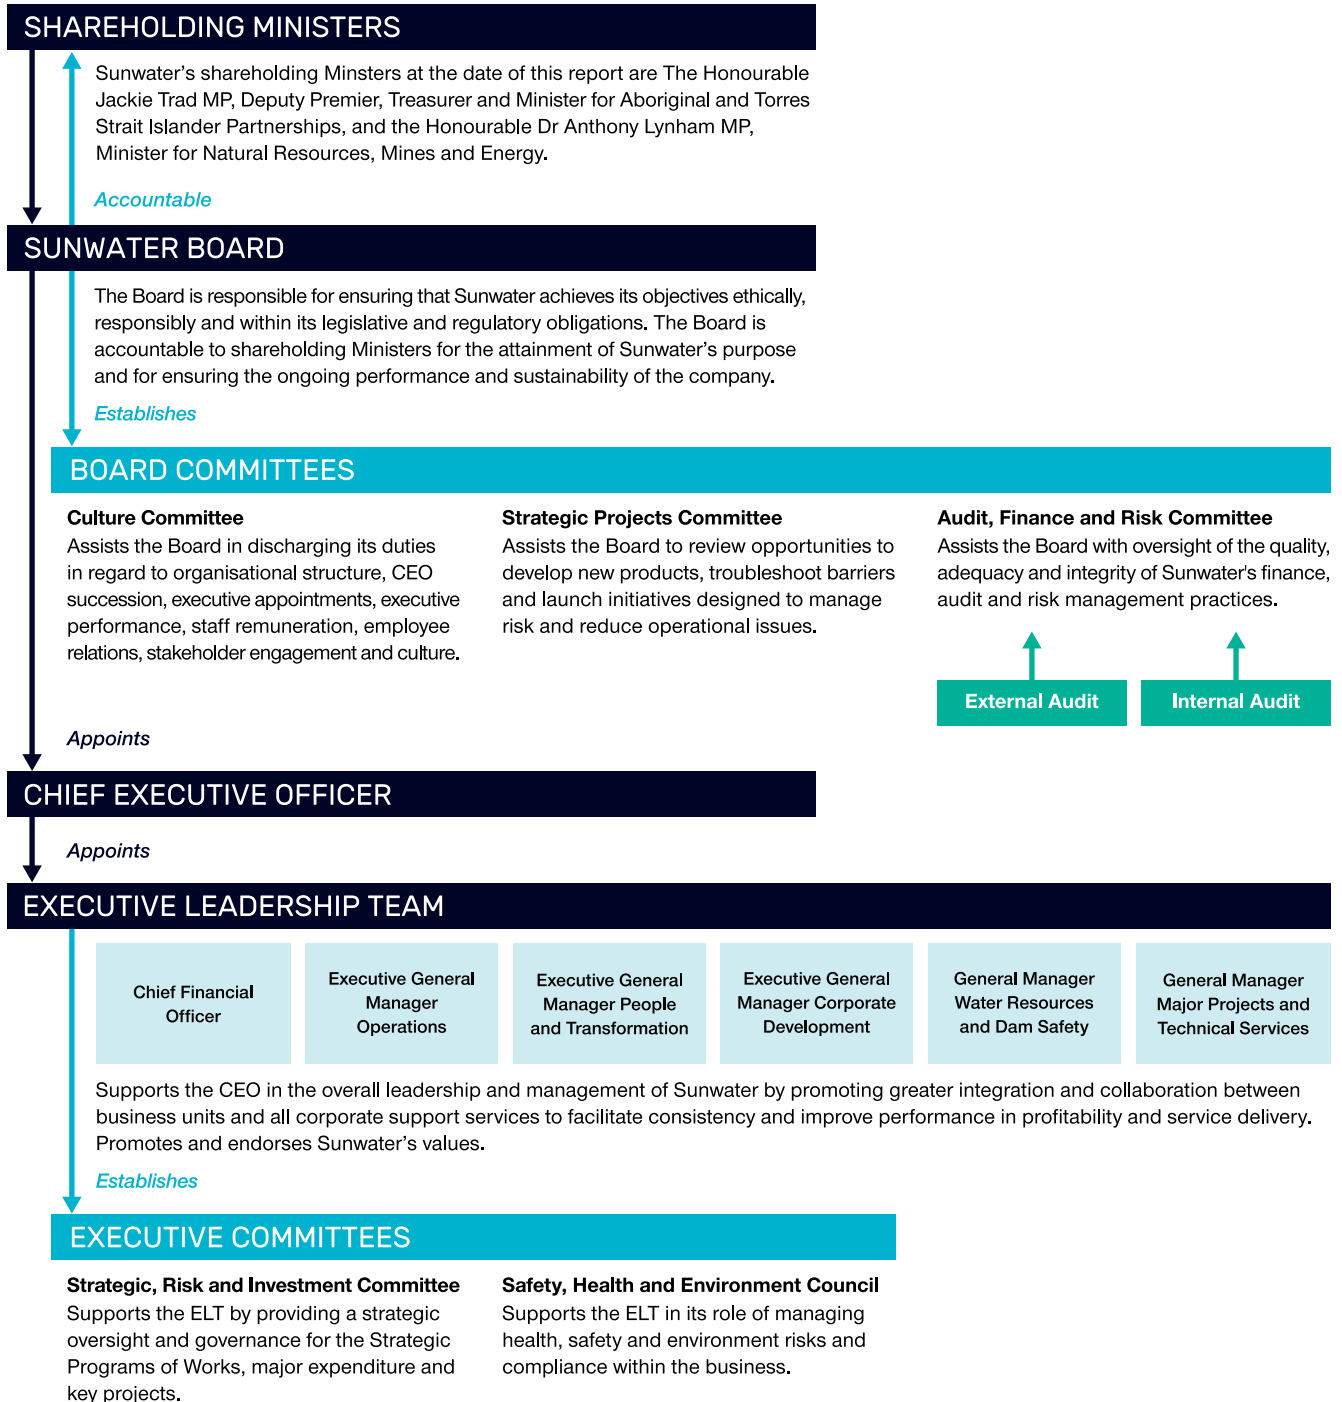 SHAREHOLDING MINISTERS
Sunwater’s shareholding Minsters at the date of this report are The Honourable
Jackie Trad MP, Deputy Premier, Treasurer and Minister for Aboriginal and Torres
Strait Islander Partnerships, and the Honourable Dr Anthony Lynham MP,
Minister for Natural Resources, Mines and Energy.
Accountable
SUNWATER BOARD
The Board is responsible for ensuring that Sunwater achieves its objectives ethically,
responsibly and within its legislative and regulatory obligations. The Board is
accountable to shareholding Ministers for the attainment of Sunwater’s purpose
and for ensuring the ongoing performance and sustainability of the company.
Establishes
BOARD COMMITTEES
Culture Committee
Assists the Board in discharging its duties
in regard to organisational structure, CEO
succession, executive appointments, executive
performance, staff remuneration, employee
relations, stakeholder engagement and culture.
Strategic Projects Committee
Assists the Board to review opportunities to
develop new products, troubleshoot barriers
and launch initiatives designed to manage
risk and reduce operational issues.
Audit, Finance and Risk Committee
Assists the Board with oversight of the quality,
adequacy and integrity of Sunwater's finance,
audit and risk management practices.
External Audit
Internal Audit
Appoints
CHIEF EXECUTIVE OFFICER
Appoints
EXECUTIVE LEADERSHIP TEAM
Chief Financial
Officer
Executive General
Manager
Operations
Executive General
Manager People
and Transformation
Executive General
Manager Corporate
Development
General Manager
Water Resources
and Dam Safety
General Manager
Major Projects and
Technical Services
Supports the CEO in the overall leadership and management of Sunwater by promoting greater integration and collaboration between
business units and all corporate support services to facilitate consistency and improve performance in profitability and service delivery.
Promotes and endorses Sunwater’s values.
Establishes
EXECUTIVE COMMITTEES
Strategic, Risk and Investment Committee
Supports the ELT by providing a strategic
oversight and governance for the Strategic
Programs of Works, major expenditure and
key projects.
Safety, Health and Environment Council
Supports the ELT in its role of managing
health, safety and environment risks and
compliance within the business.